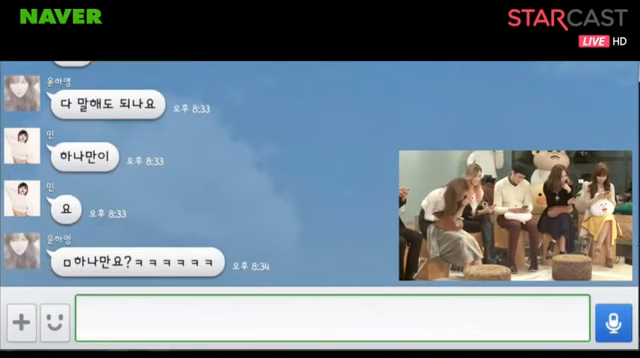 NAVER
STARCAST
LIVE HD
윤하영
다 말해도 되나요 오후 8:33
민
하나만이 오후 8:33
민
요 오후 8:33
윤하영
ㅁ하나만요?ㅋㅋㅋㅋㅋㅋ 오후 8:34